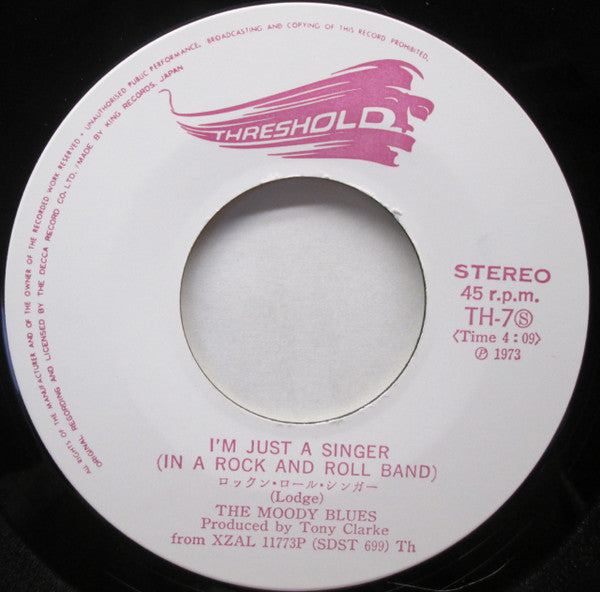 ALL RIGHTS OF THE MANUFACTURER AND OF THE OWNER OF THE RECORDED WORK RESERVED • UNAUTHORISED PUBLIC PERFORMANCE, BROADCASTING AND COPYING OF THIS RECORD PROHIBITED.
ORIGINAL RECORDING AND LICENSED BY THE DECCA RECORD CO., LTD. / MADE BY KING RECORDS, JAPAN
THRESHOLD
STEREO
45 r.p.m.
TH-7Ⓢ
〈Time 4:09〉
Ⓟ 1973
I'M JUST A SINGER
(IN A ROCK AND ROLL BAND)
ロックン・ロール・シンガー
(Lodge)
THE MOODY BLUES
Produced by Tony Clarke
from XZAL 11773P (SDST 699) Th